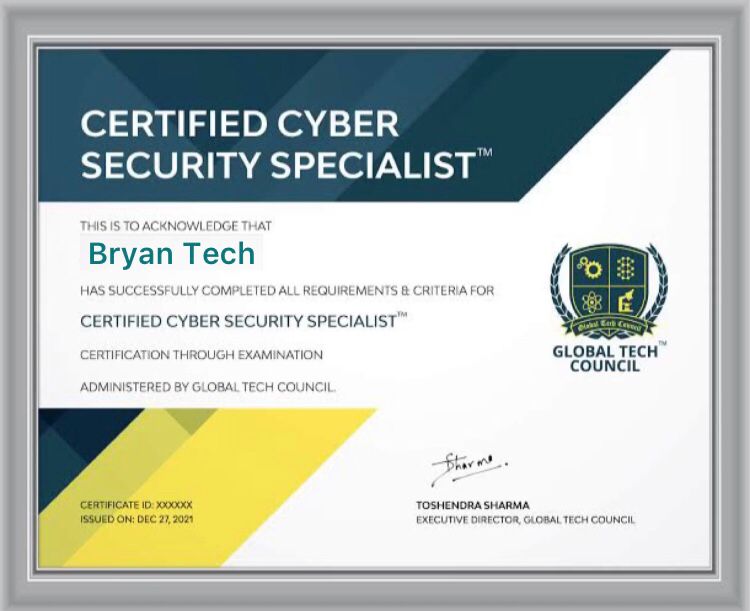 CERTIFIED CYBER
SECURITY SPECIALIST™
THIS IS TO ACKNOWLEDGE THAT
Bryan Tech
HAS SUCCESSFULLY COMPLETED ALL REQUIREMENTS & CRITERIA FOR
CERTIFIED CYBER SECURITY SPECIALIST™
CERTIFICATION THROUGH EXAMINATION
ADMINISTERED BY GLOBAL TECH COUNCIL.
Global Tech Council
GLOBAL TECH™
COUNCIL
CERTIFICATE ID: XXXXXX
ISSUED ON: DEC 27, 2021
Sharma.
TOSHENDRA SHARMA
EXECUTIVE DIRECTOR, GLOBAL TECH COUNCIL